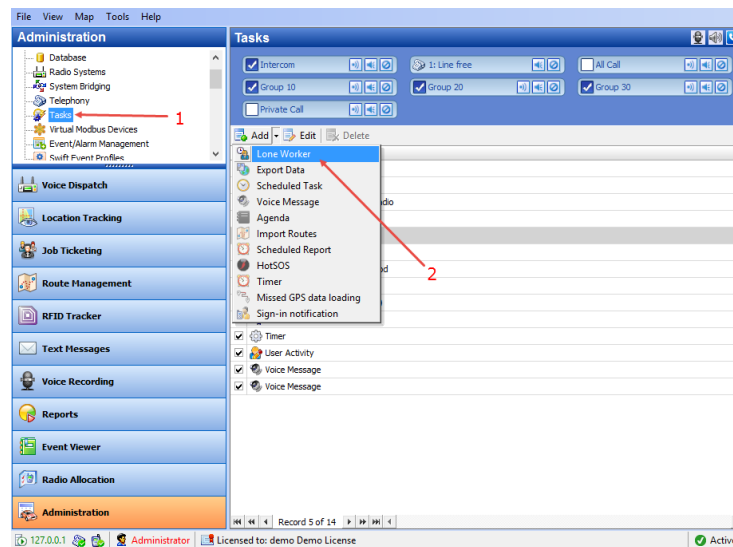 File View Map Tools Help
Administration
Database
Radio Systems
System Bridging
Telephony
Tasks
1
Virtual Modbus Devices
Event/Alarm Management
Swift Event Profiles
Voice Dispatch
Location Tracking
Job Ticketing
Route Management
RFID Tracker
Text Messages
Voice Recording
Reports
Event Viewer
Radio Allocation
Administration
Tasks
Intercom
1: Line free
All Call
Group 10
Group 20
Group 30
Private Call
Add Edit Delete
Lone Worker
Export Data
Scheduled Task
Voice Message
Agenda
Import Routes
Scheduled Report
HotSOS
Timer
Missed GPS data loading
Sign-in notification
2
Timer
User Activity
Voice Message
Voice Message
Record 5 of 14
127.0.0.1 Administrator Licensed to: demo Demo License